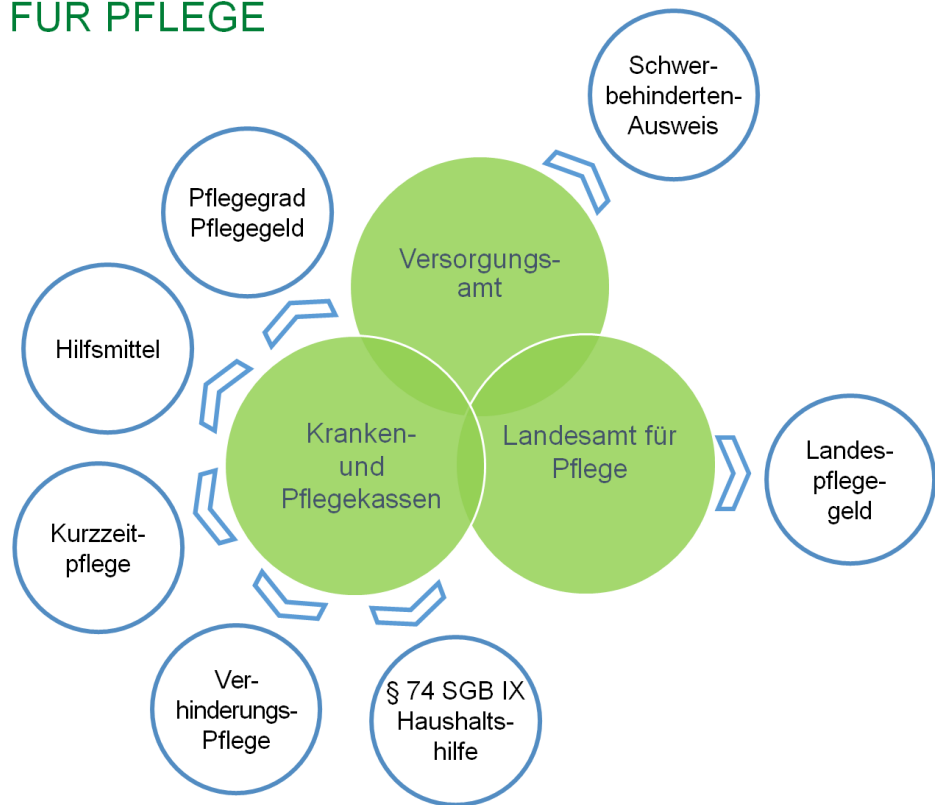 FÜR PFLEGE
Schwer-
behinderten-
Ausweis
Pflegegrad
Pflegegeld
Versorgungs-
amt
Hilfsmittel
Kranken-
und
Pflegekassen
Landesamt für
Pflege
Landes-
pflege-
geld
Kurzzeit-
pflege
Ver-
hinderungs-
Pflege
§ 74 SGB IX
Haushalts-
hilfe